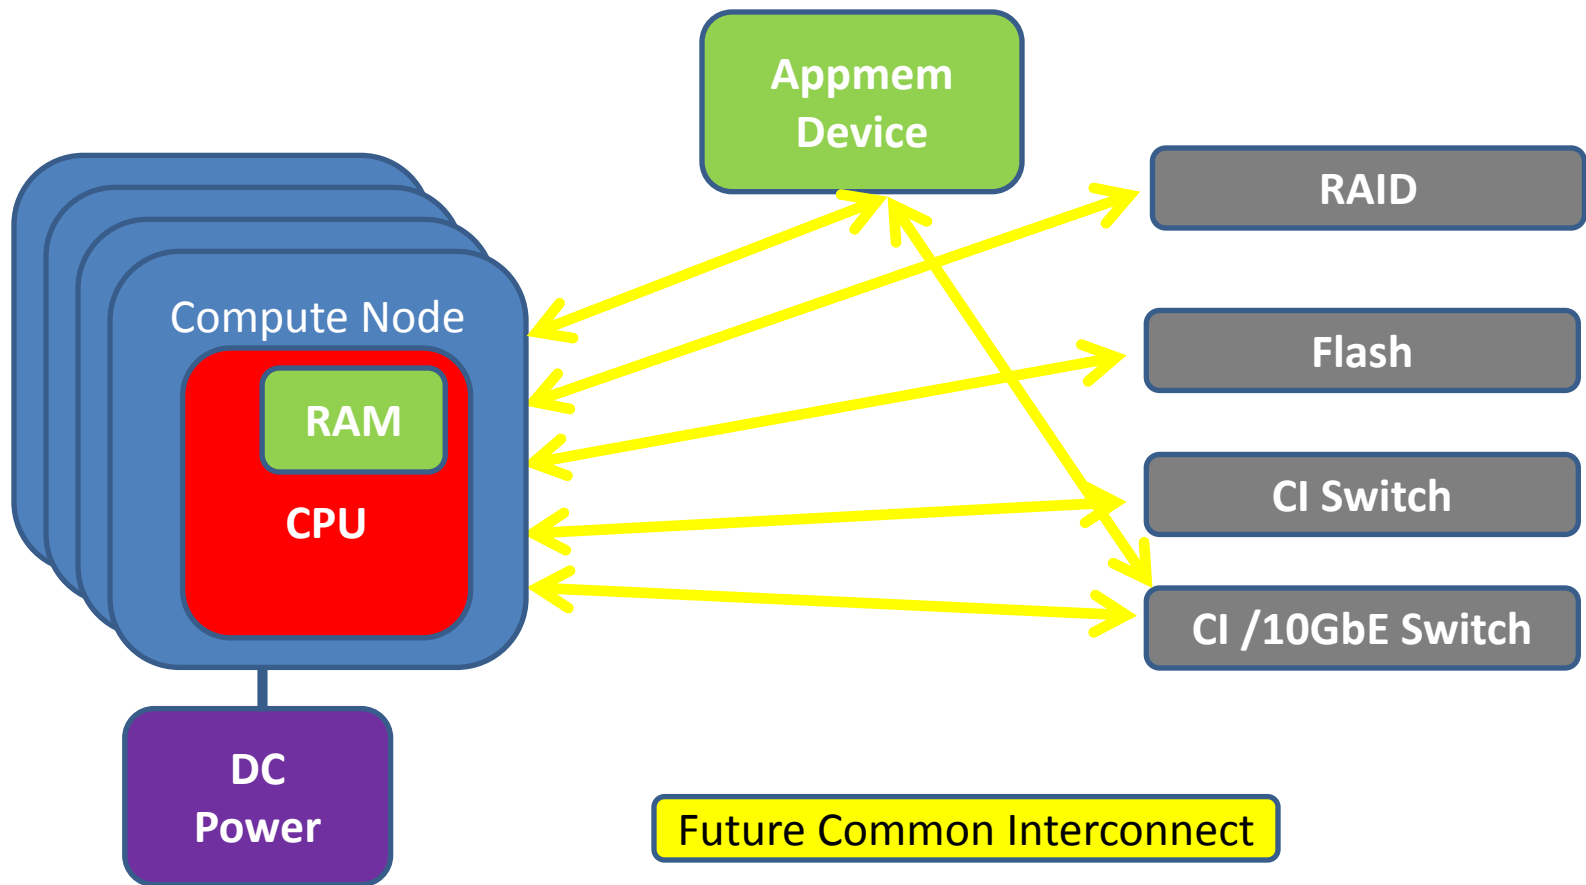 Appmem
Device
RAID
Compute Node
Flash
RAM
CI Switch
CPU
CI /10GbE Switch
DC
Power
Future Common Interconnect